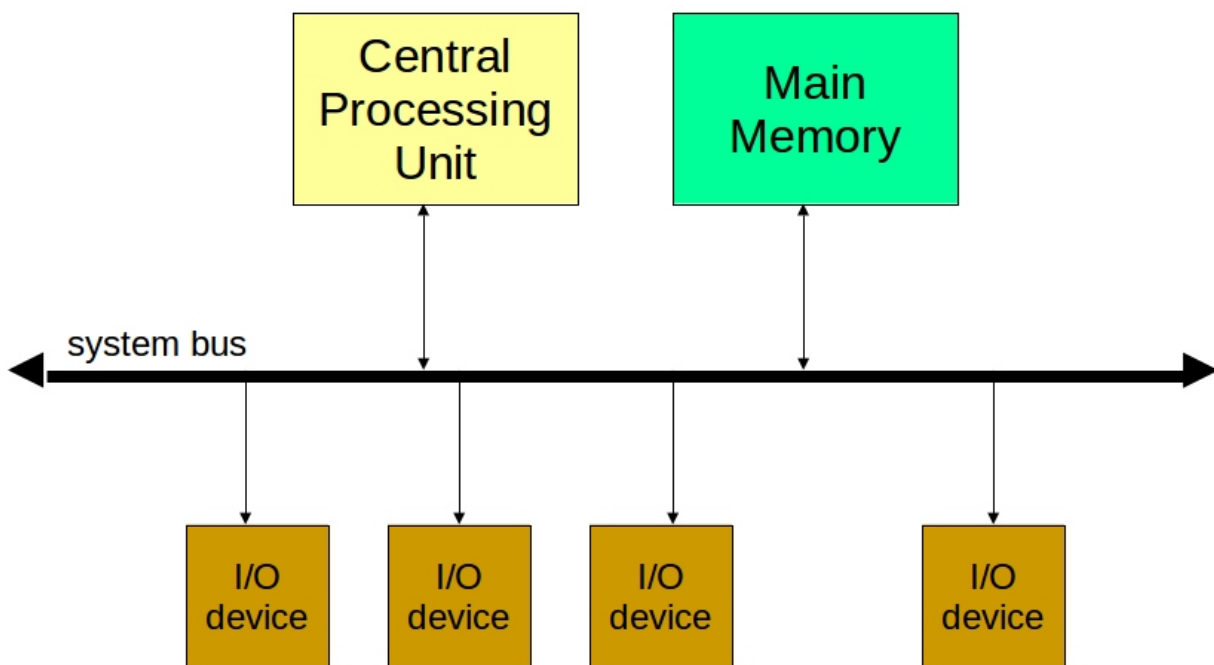 Central
Processing
Unit
Main
Memory
system bus
I/O
device
I/O
device
I/O
device
I/O
device